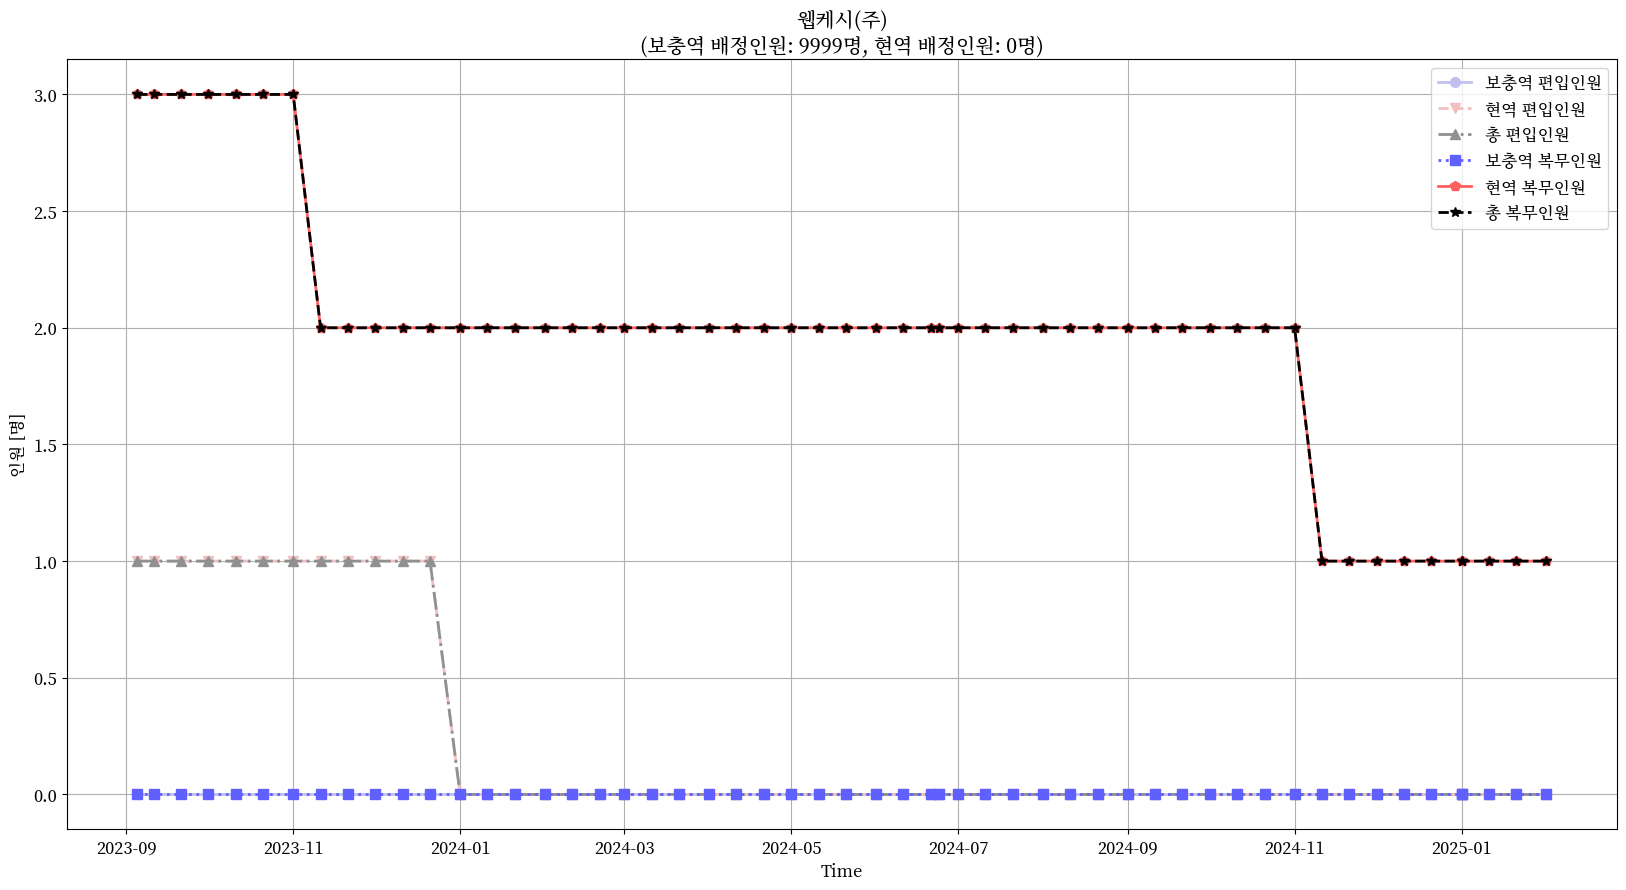 웹케시(주)
(보충역 배정인원: 9999명, 현역 배정인원: 0명)
보충역 편입인원
현역 편입인원
총 편입인원
보충역 복무인원
현역 복무인원
총 복무인원
인원 [명]
3.0
2.5
2.0
1.5
1.0
0.5
0.0
2023-09
2023-11
2024-01
2024-03
2024-05
2024-07
2024-09
2024-11
2025-01
Time